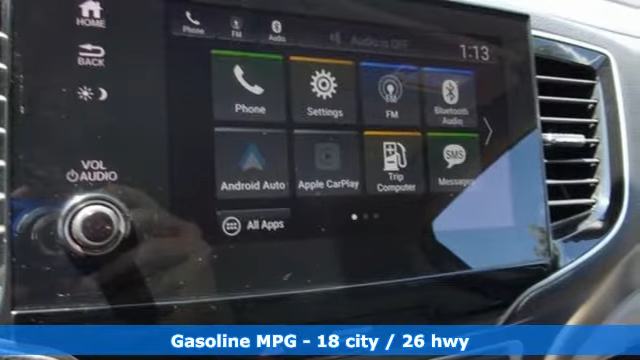 HOME
Phone
FM
Audio
Audio is OFF
1:13
BACK
Phone
Settings
FM
Bluetooth
Audio
VOL
AUDIO
Android Auto
Apple CarPlay
Trip
Computer
SMS
Messages
All Apps
Gasoline MPG - 18 city / 26 hwy